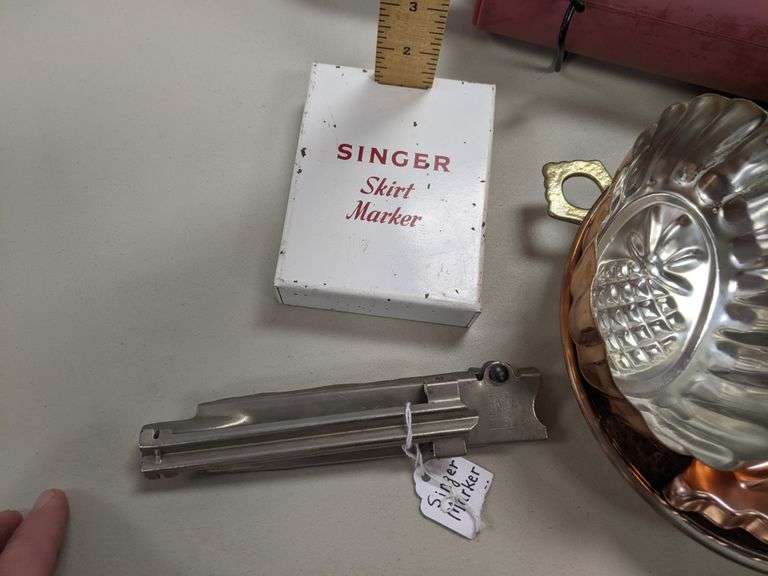 3
2
SINGER
Skirt
Marker
Singer
Marker